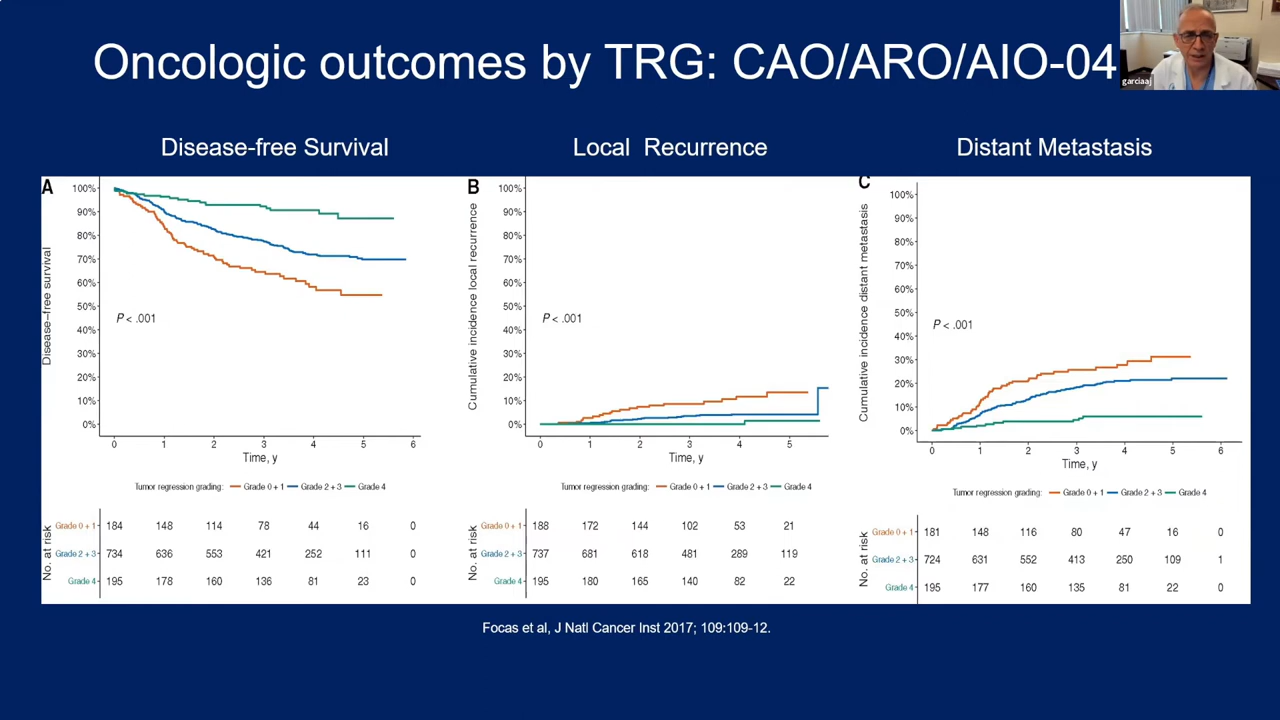 Oncologic outcomes by TRG: CAO/ARO/AIO-04
garciaaj
Disease-free Survival
Local Recurrence
Distant Metastasis
A
Disease-free survival
100%
90%
80%
70%
60%
50%
40%
30%
20%
10%
0%
P < .001
0 1 2 3 4 5 6
Time, y
Tumor regression grading: Grade 0 + 1 Grade 2 + 3 Grade 4
No. at risk
Grade 0 + 1 184 148 114 78 44 16 0
Grade 2 + 3 734 636 553 421 252 111 0
Grade 4 195 178 160 136 81 23 0
B
Cumulative incidence local recurrence
100%
90%
80%
70%
60%
50%
40%
30%
20%
10%
0%
P < .001
0 1 2 3 4 5
Time, y
Tumor regression grading: Grade 0 + 1 Grade 2 + 3 Grade 4
No. at risk
Grade 0 + 1 188 172 144 102 53 21
Grade 2 + 3 737 681 618 481 289 119
Grade 4 195 180 165 140 82 22
C
Cumulative incidence distant metastasis
100%
90%
80%
70%
60%
50%
40%
30%
20%
10%
0%
P < .001
0 1 2 3 4 5 6
Time, y
Tumor regression grading: Grade 0 + 1 Grade 2 + 3 Grade 4
No. at risk
Grade 0 + 1 181 148 116 80 47 16 0
Grade 2 + 3 724 631 552 413 250 109 1
Grade 4 195 177 160 135 81 22 0
Focas et al, J Natl Cancer Inst 2017; 109:109-12.